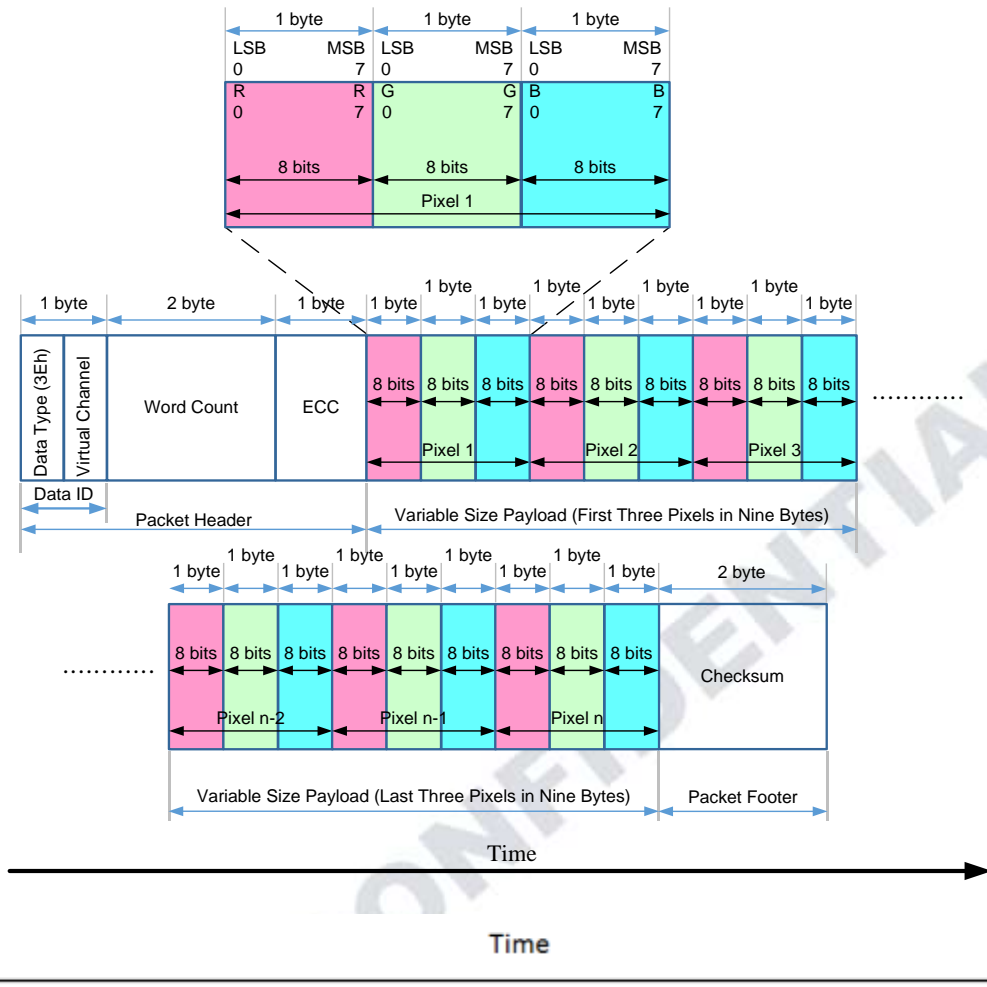 1 byte 1 byte 1 byte
LSB MSB LSB MSB LSB MSB
0 7 0 7 0 7
R R G G B B
0 7 0 7 0 7
8 bits 8 bits 8 bits
Pixel 1
1 byte 1 byte 1 byte
1 byte 2 byte 1byte 1 byte 1 byte 1 byte 1 byte 1 byte 1 byte
Data Type (3Eh)
Virtual Channel
Word Count
ECC
8 bits 8 bits 8 bits 8 bits 8 bits 8 bits 8 bits 8 bits 8 bits
Pixel 1 Pixel 2 Pixel 3
............
Data ID
Packet Header
Variable Size Payload (First Three Pixels in Nine Bytes)
1 byte 1 byte 1 byte 1 byte 1 byte
1 byte 1 byte 1 byte 1 byte 2 byte
............
8 bits 8 bits 8 bits 8 bits 8 bits 8 bits 8 bits 8 bits 8 bits
Checksum
Pixel n-2 Pixel n-1 Pixel n
Variable Size Payload (Last Three Pixels in Nine Bytes)
Packet Footer
Time
Time
CONFIDENTIAL